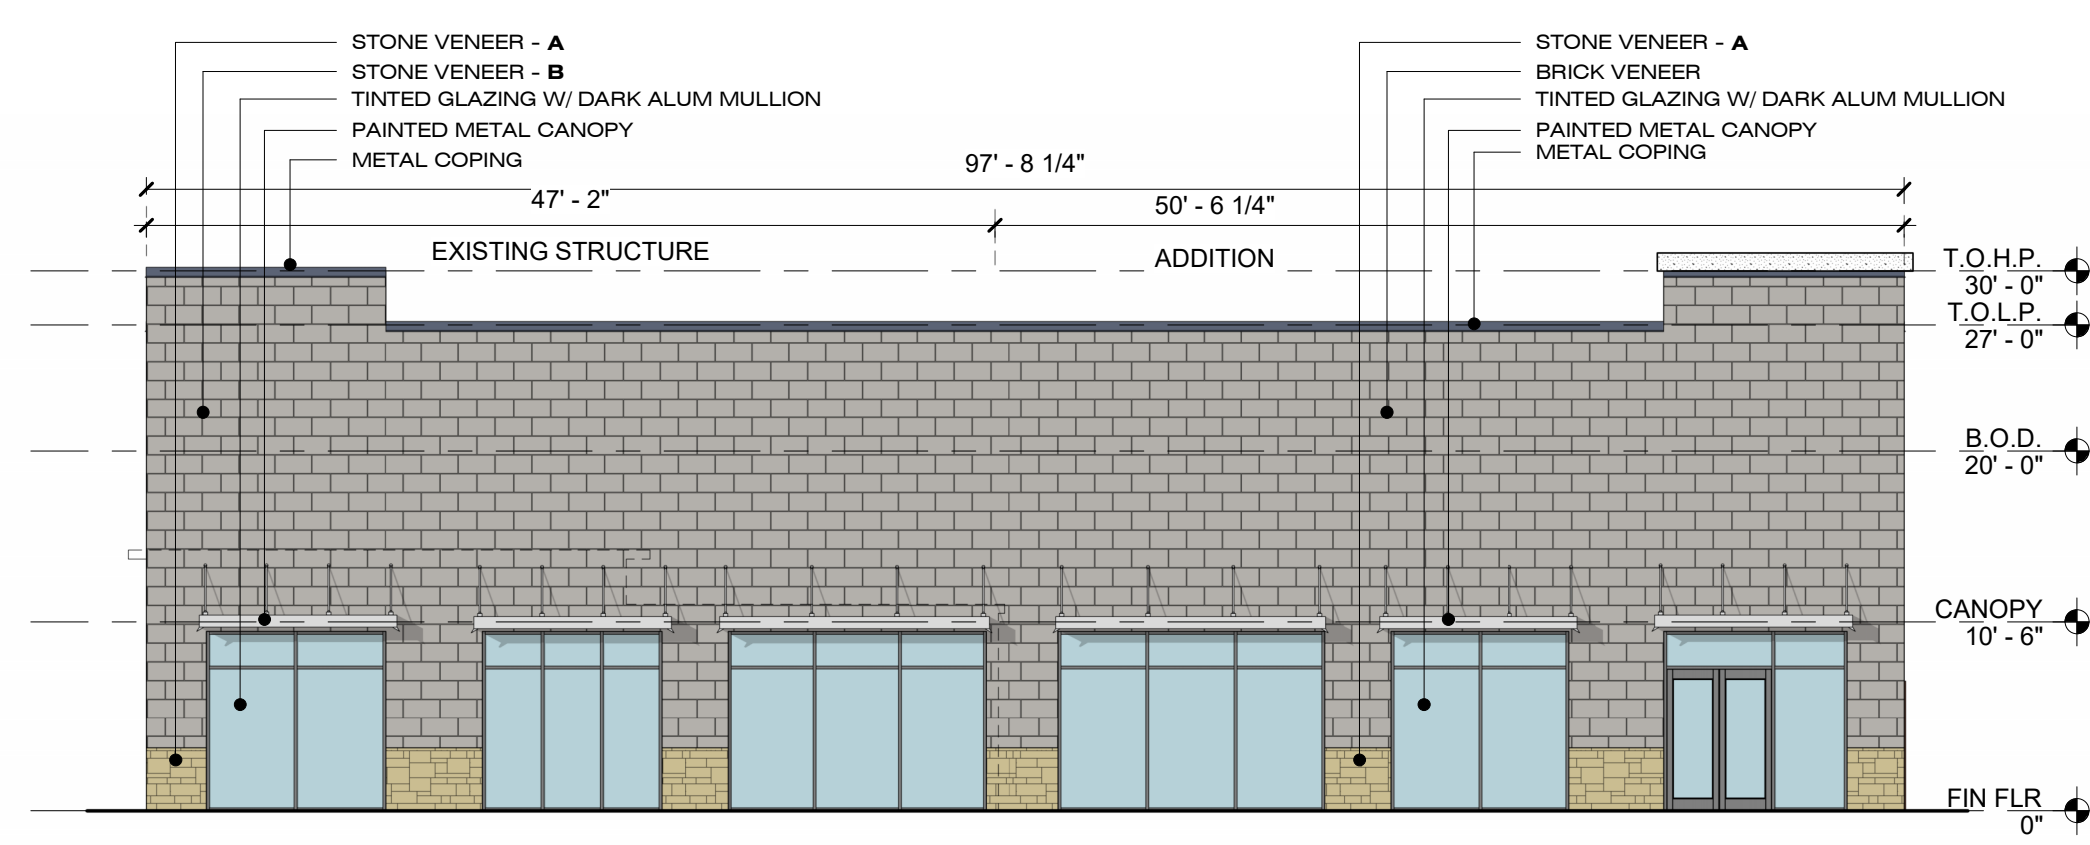 STONE VENEER - A
STONE VENEER - B
TINTED GLAZING W/ DARK ALUM MULLION
PAINTED METAL CANOPY
METAL COPING
STONE VENEER - A
BRICK VENEER
TINTED GLAZING W/ DARK ALUM MULLION
PAINTED METAL CANOPY
METAL COPING
97' - 8 1/4"
47' - 2"
50' - 6 1/4"
EXISTING STRUCTURE
ADDITION
T.O.H.P.
30' - 0"
T.O.L.P.
27' - 0"
B.O.D.
20' - 0"
CANOPY
10' - 6"
FIN FLR
0"